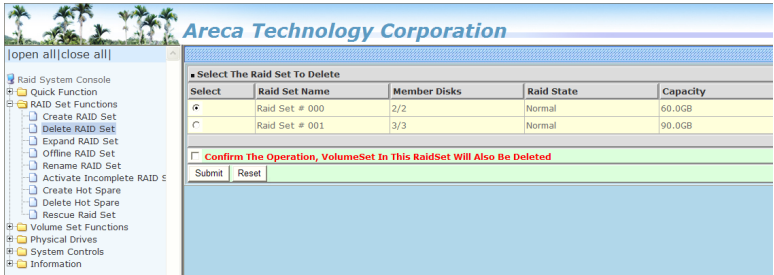 Areca Technology Corporation
|open all|close all|
Raid System Console
Quick Function
RAID Set Functions
Create RAID Set
Delete RAID Set
Expand RAID Set
Offline RAID Set
Rename RAID Set
Activate Incomplete RAID S
Create Hot Spare
Delete Hot Spare
Rescue Raid Set
Volume Set Functions
Physical Drives
System Controls
Information
Select The Raid Set To Delete
Select Raid Set Name Member Disks Raid State Capacity
Raid Set # 000 2/2 Normal 60.0GB
Raid Set # 001 3/3 Normal 90.0GB
Confirm The Operation, VolumeSet In This RaidSet Will Also Be Deleted
Submit Reset